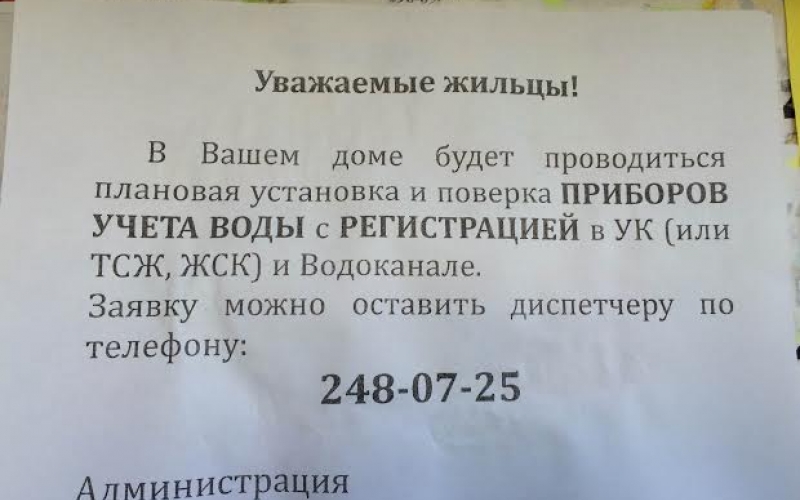 Уважаемые жильцы!
В Вашем доме будет проводиться
плановая установка и поверка ПРИБОРОВ
УЧЕТА ВОДЫ с РЕГИСТРАЦИЕЙ в УК (или
ТСЖ, ЖСК) и Водоканале.
Заявку можно оставить диспетчеру по
телефону:
248-07-25
Администрация